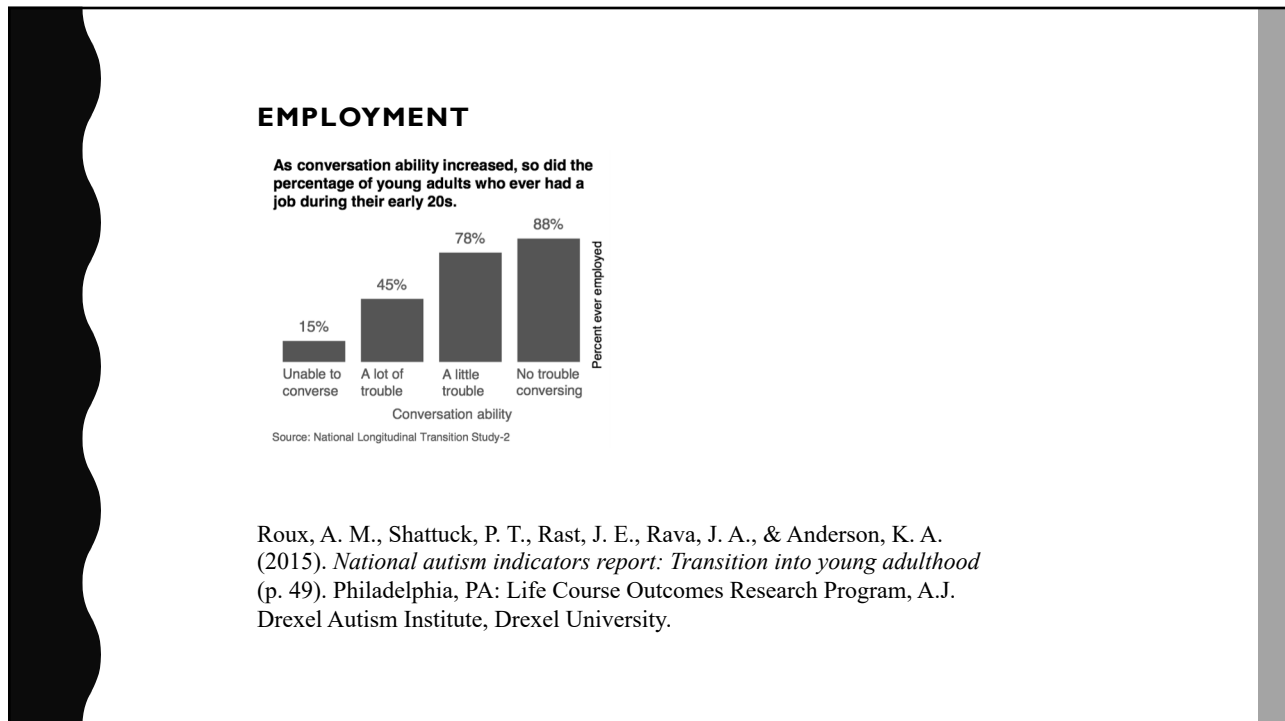 EMPLOYMENT
As conversation ability increased, so did the
percentage of young adults who ever had a
job during their early 20s.
88%
78%
45%
15%
Percent ever employed
Unable to converse
A lot of trouble
A little trouble
No trouble conversing
Conversation ability
Source: National Longitudinal Transition Study-2
Roux, A. M., Shattuck, P. T., Rast, J. E., Rava, J. A., & Anderson, K. A.
(2015). National autism indicators report: Transition into young adulthood
(p. 49). Philadelphia, PA: Life Course Outcomes Research Program, A.J.
Drexel Autism Institute, Drexel University.